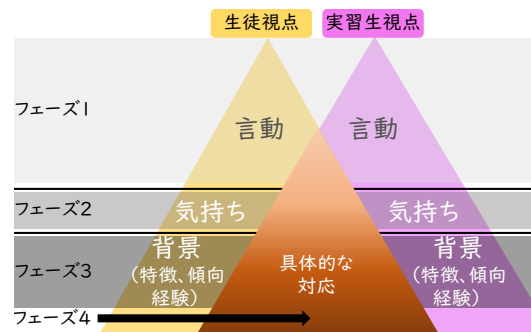 生徒視点
実習生視点
フェーズ1
言動
言動
フェーズ2
気持ち
気持ち
フェーズ3
背景
(特徴、傾向
経験)
具体的な
対応
背景
(特徴、傾向
経験)
フェーズ4